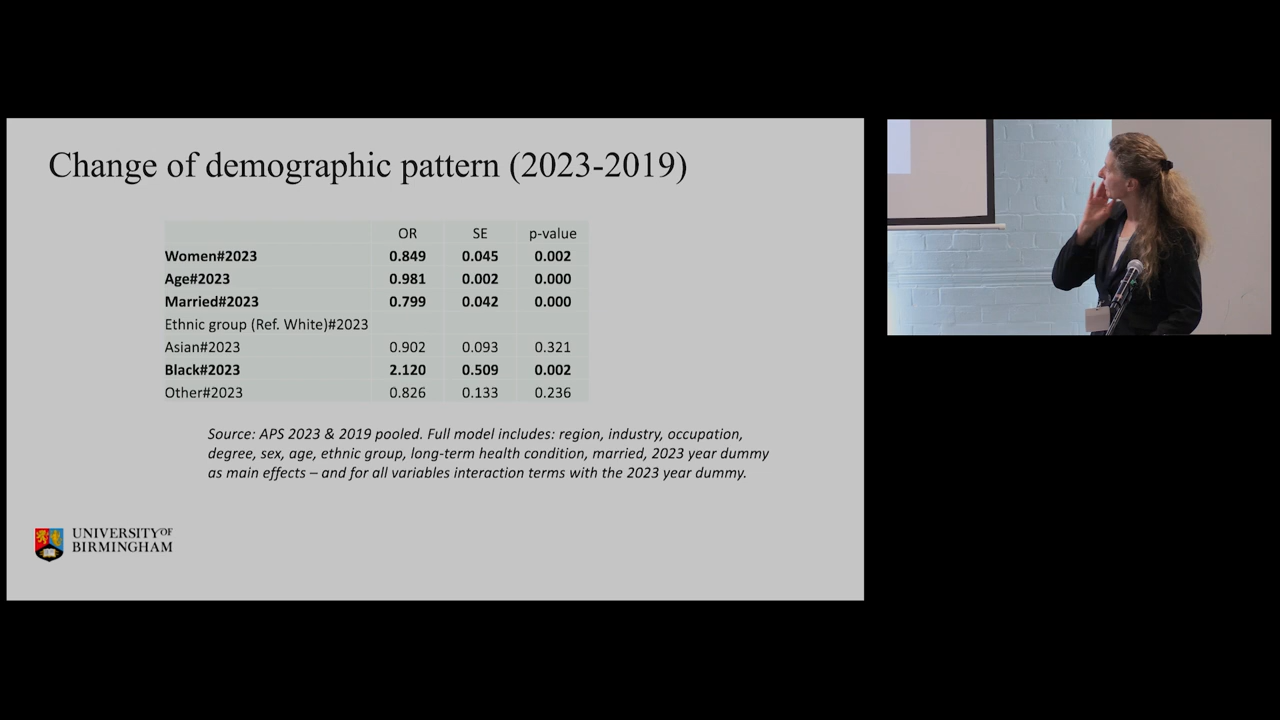 Change of demographic pattern (2023-2019)
OR SE p-value
Women#2023 0.849 0.045 0.002
Age#2023 0.981 0.002 0.000
Married#2023 0.799 0.042 0.000
Ethnic group (Ref. White)#2023
Asian#2023 0.902 0.093 0.321
Black#2023 2.120 0.509 0.002
Other#2023 0.826 0.133 0.236
Source: APS 2023 & 2019 pooled. Full model includes: region, industry, occupation,
degree, sex, age, ethnic group, long-term health condition, married, 2023 year dummy
as main effects – and for all variables interaction terms with the 2023 year dummy.
UNIVERSITY OF
BIRMINGHAM